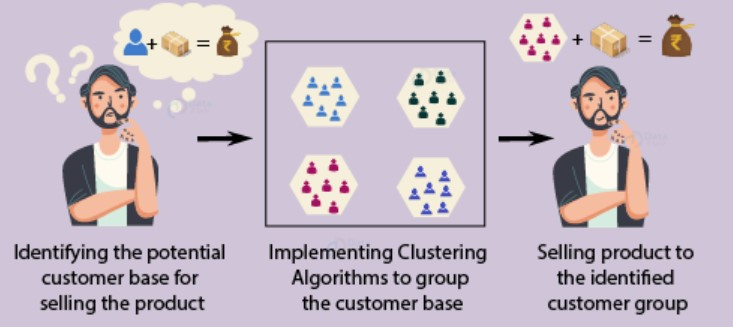 ? ? ?
+ = ₹
+ = ₹
Identifying the potential
customer base for
selling the product
Implementing Clustering
Algorithms to group
the customer base
Selling product to
the identified
customer group